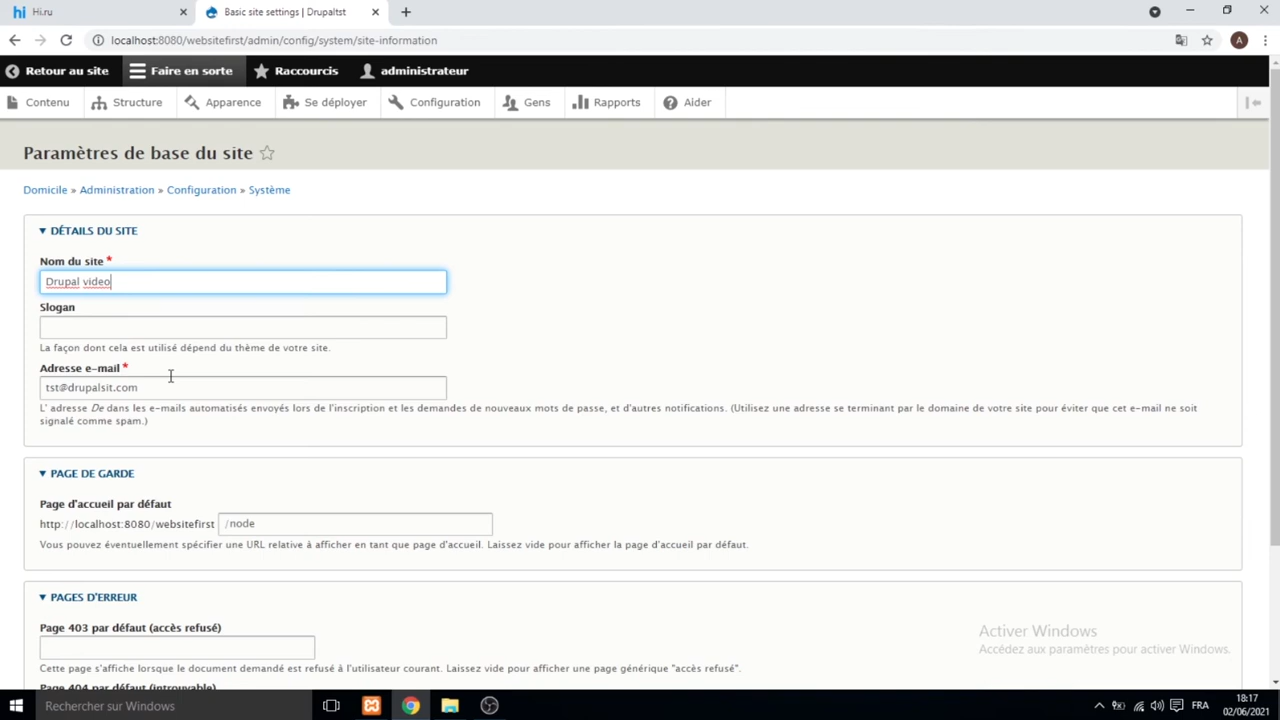 Hi.ru
Basic site settings | Drupaltst
localhost:8080/websitefirst/admin/config/system/site-information
A
Retour au site
Faire en sorte
Raccourcis
administrateur
Contenu
Structure
Apparence
Se déployer
Configuration
Gens
Rapports
Aider
Paramètres de base du site
Domicile » Administration » Configuration » Système
DÉTAILS DU SITE
Nom du site *
Drupal video
Slogan
La façon dont cela est utilisé dépend du thème de votre site.
Adresse e-mail *
tst@drupalsit.com
L' adresse De dans les e-mails automatisés envoyés lors de l'inscription et les demandes de nouveaux mots de passe, et d'autres notifications. (Utilisez une adresse se terminant par le domaine de votre site pour éviter que cet e-mail ne soit
signalé comme spam.)
PAGE DE GARDE
Page d'accueil par défaut
http://localhost:8080/websitefirst /node
Vous pouvez éventuellement spécifier une URL relative à afficher en tant que page d'accueil. Laissez vide pour afficher la page d'accueil par défaut.
PAGES D'ERREUR
Page 403 par défaut (accès refusé)
Cette page s'affiche lorsque le document demandé est refusé à l'utilisateur courant. Laissez vide pour afficher une page générique "accès refusé".
Page 404 par défaut (introuvable)
Activer Windows
Accédez aux paramètres pour activer Windows.
Rechercher sur Windows
FRA
18:17
02/06/2021